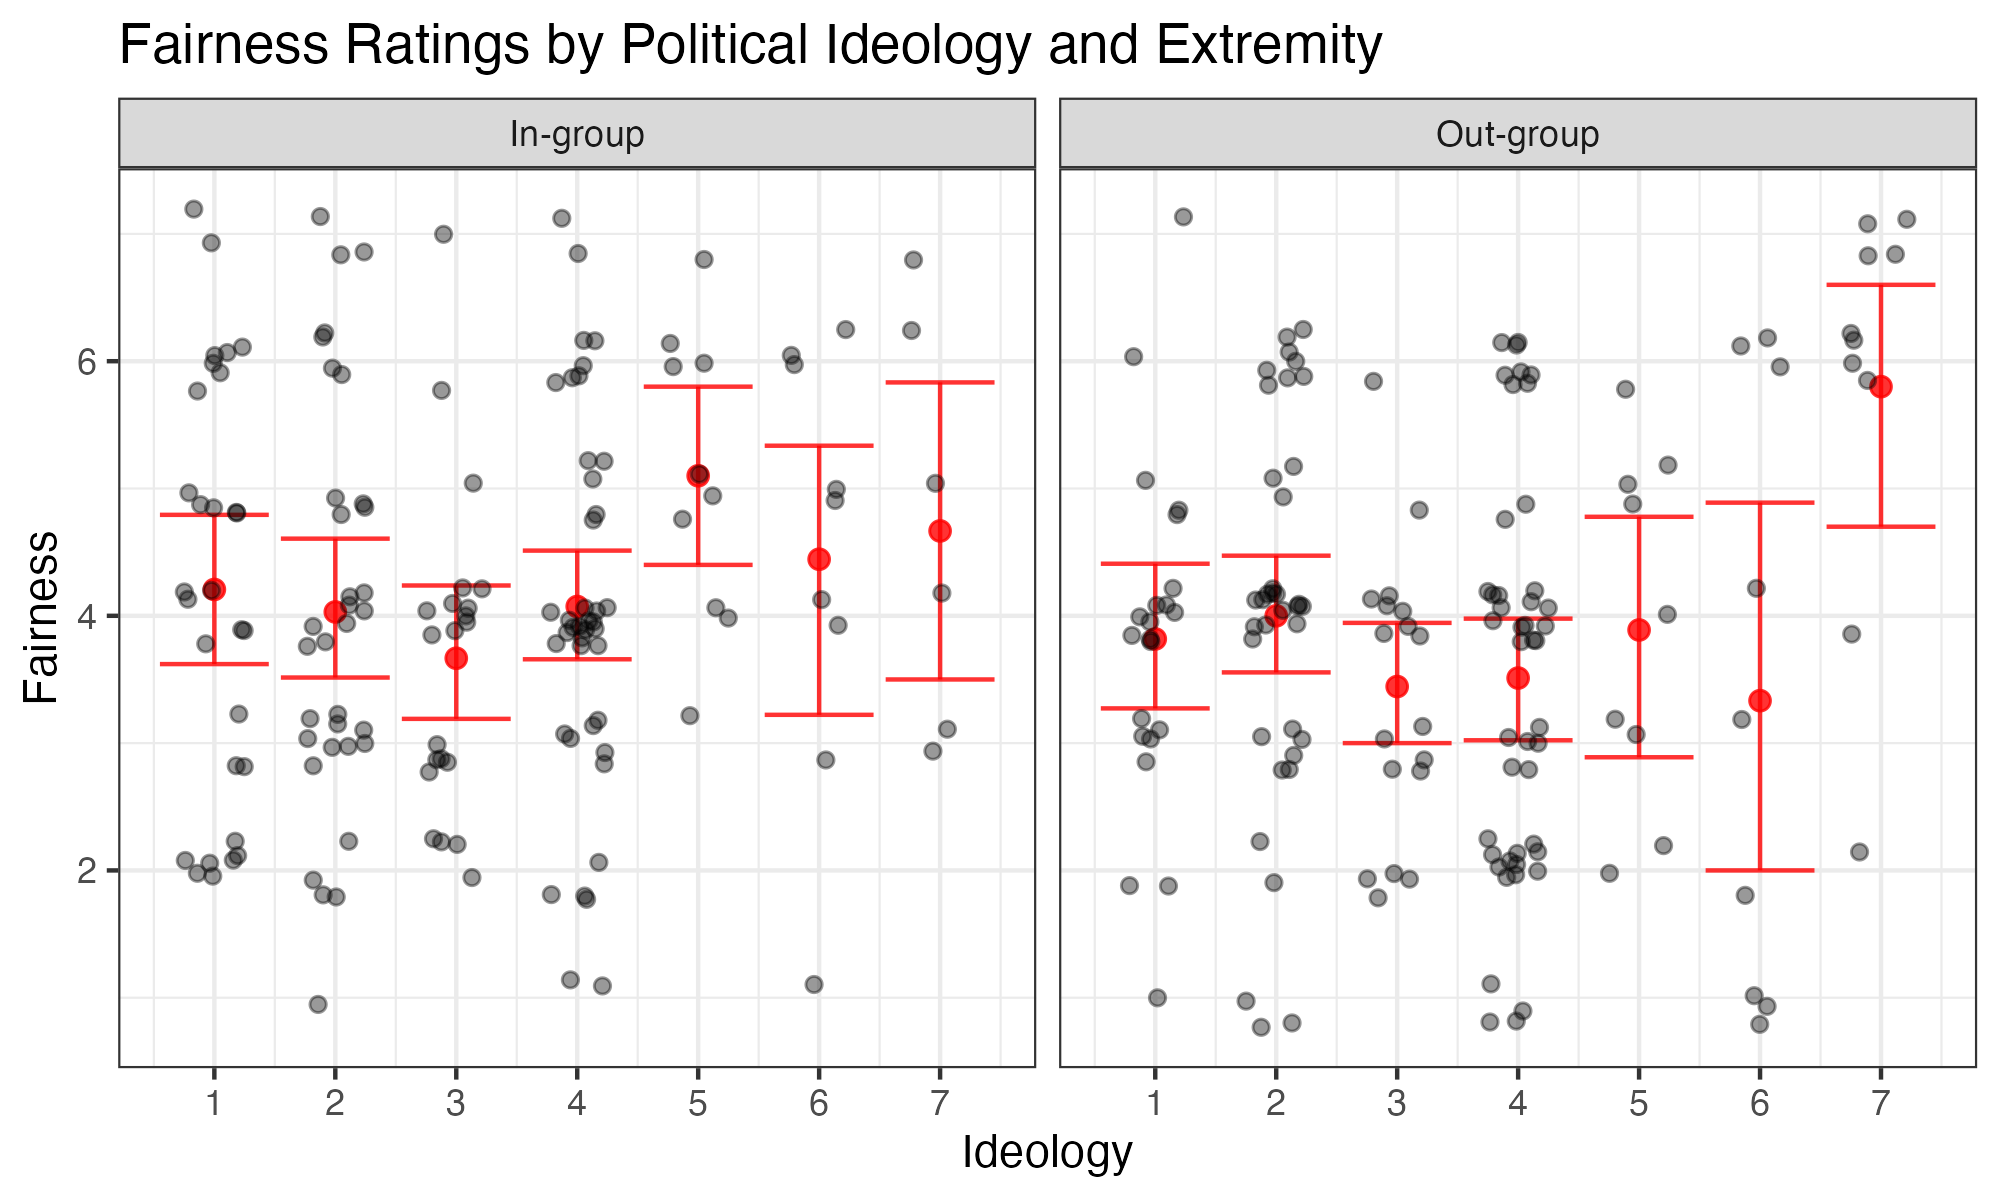 Fairness Ratings by Political Ideology and Extremity
In-group
Out-group
Fairness
6
4
2
1 2 3 4 5 6 7
1 2 3 4 5 6 7
Ideology